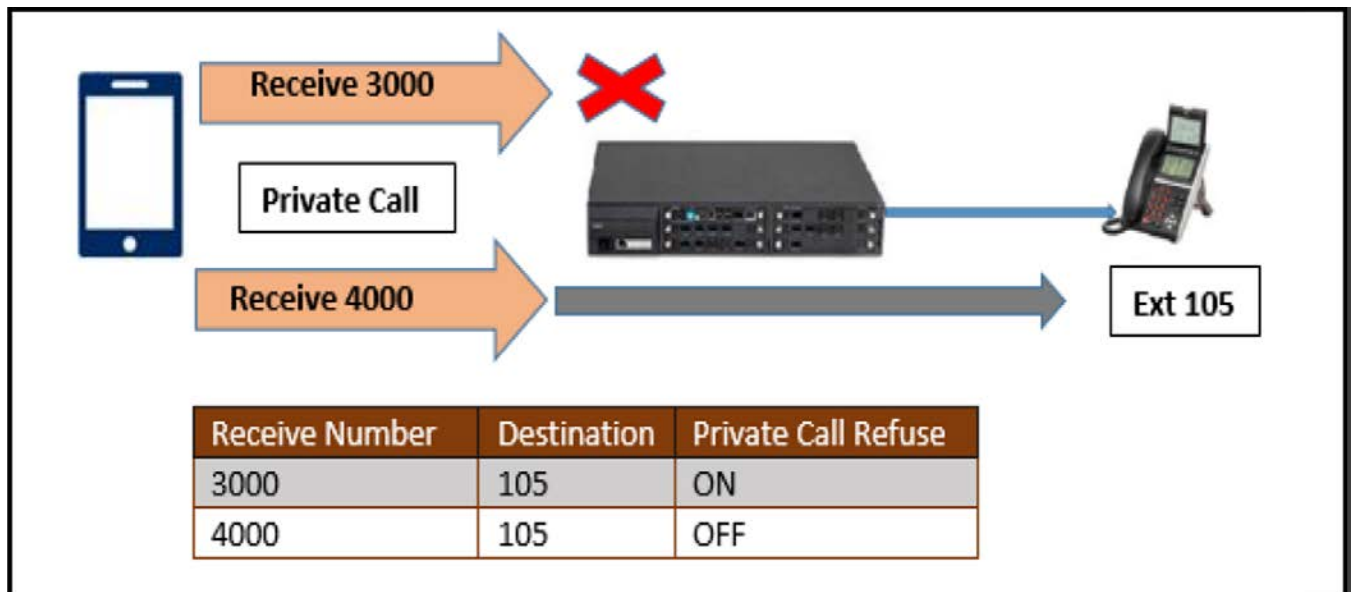 Receive 3000
Private Call
Receive 4000
Ext 105
Receive Number Destination Private Call Refuse
3000 105 ON
4000 105 OFF